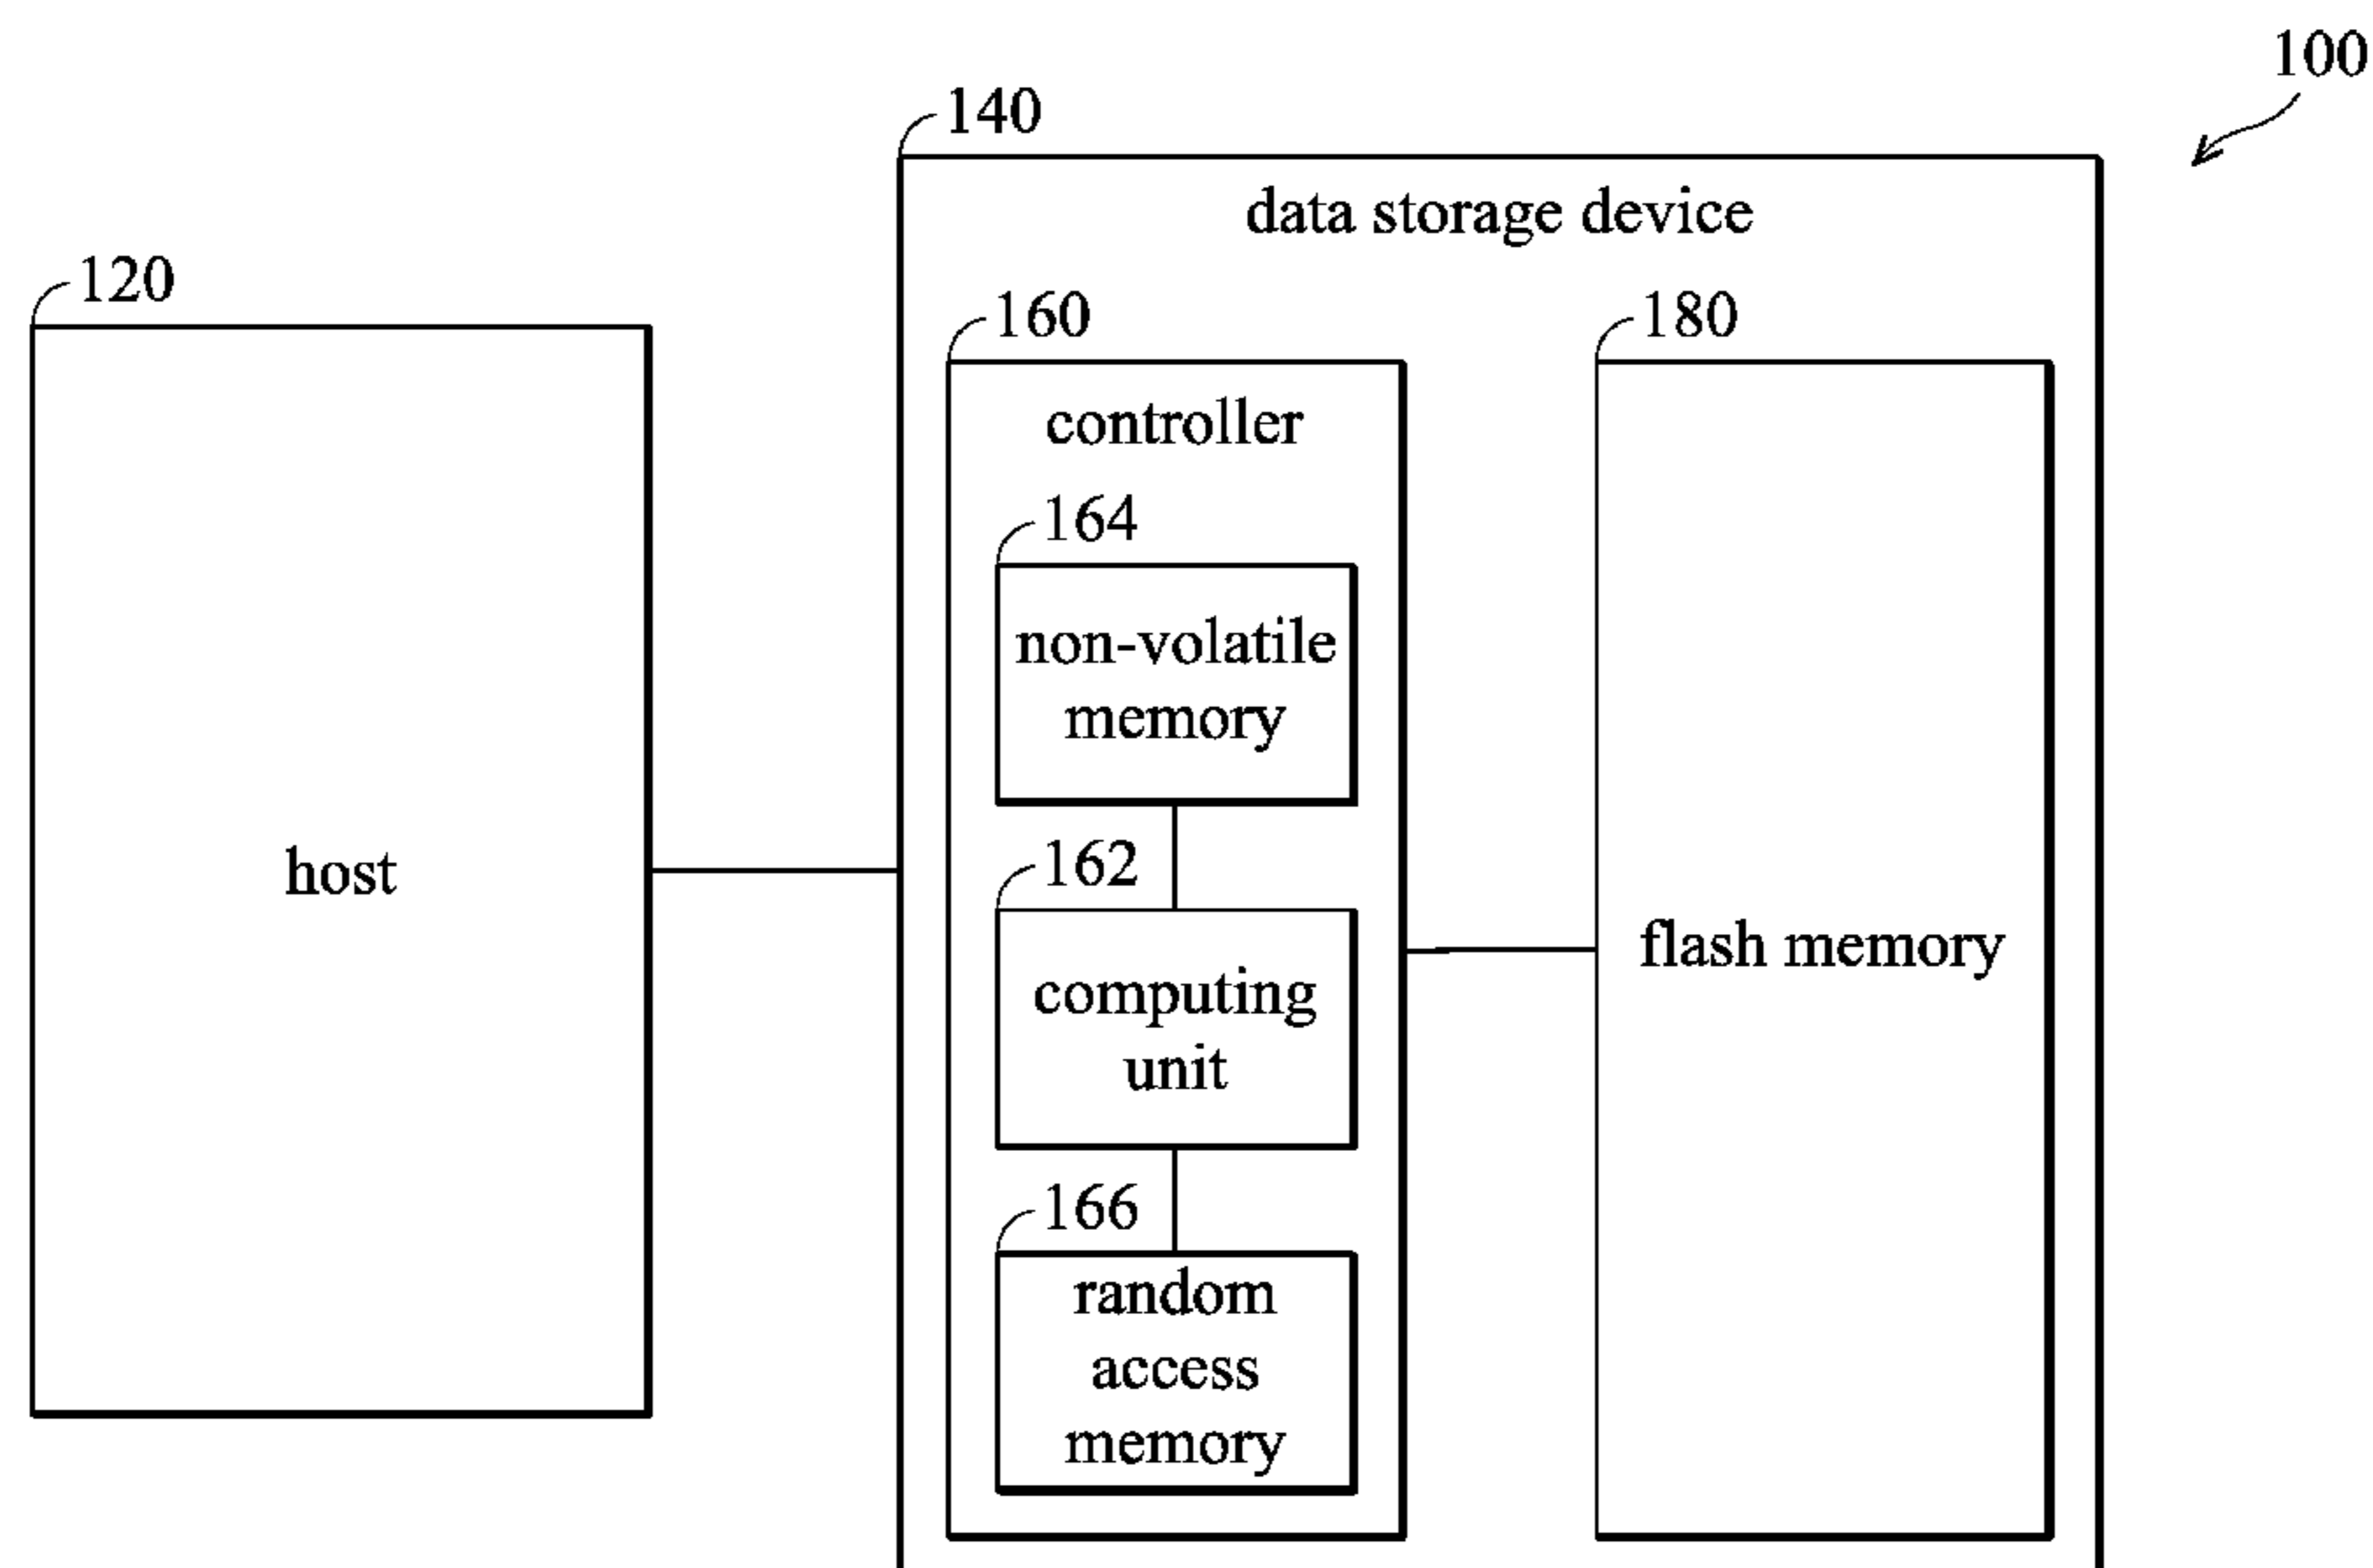 100
140
data storage device
120
160
180
controller
164
non-volatile
memory
host
162
computing
unit
flash memory
166
random
access
memory